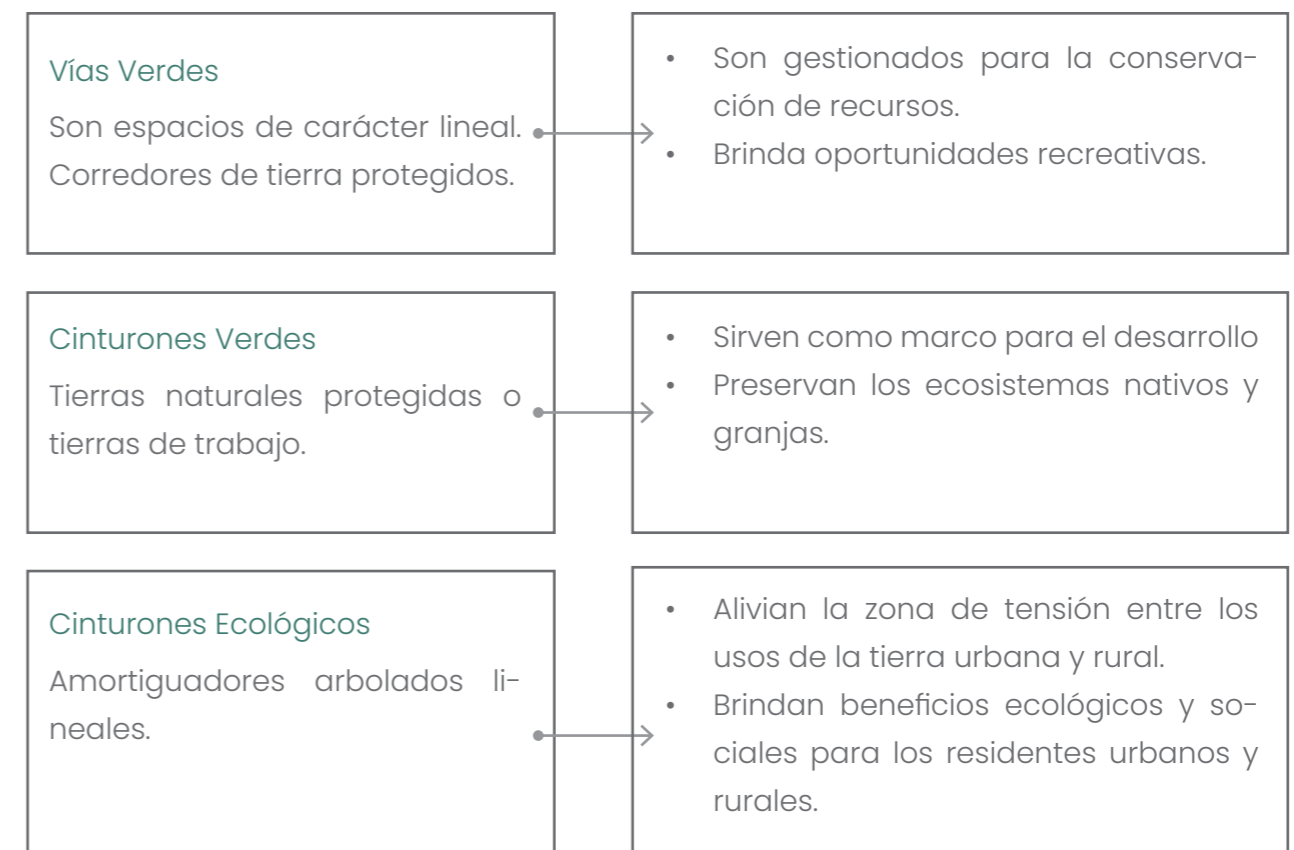 Vías Verdes
Son espacios de carácter lineal.
Corredores de tierra protegidos.
• Son gestionados para la conserva-
ción de recursos.
• Brinda oportunidades recreativas.
Cinturones Verdes
Tierras naturales protegidas o
tierras de trabajo.
• Sirven como marco para el desarrollo
• Preservan los ecosistemas nativos y
granjas.
Cinturones Ecológicos
Amortiguadores arbolados li-
neales.
• Alivian la zona de tensión entre los
usos de la tierra urbana y rural.
• Brindan beneficios ecológicos y so-
ciales para los residentes urbanos y
rurales.